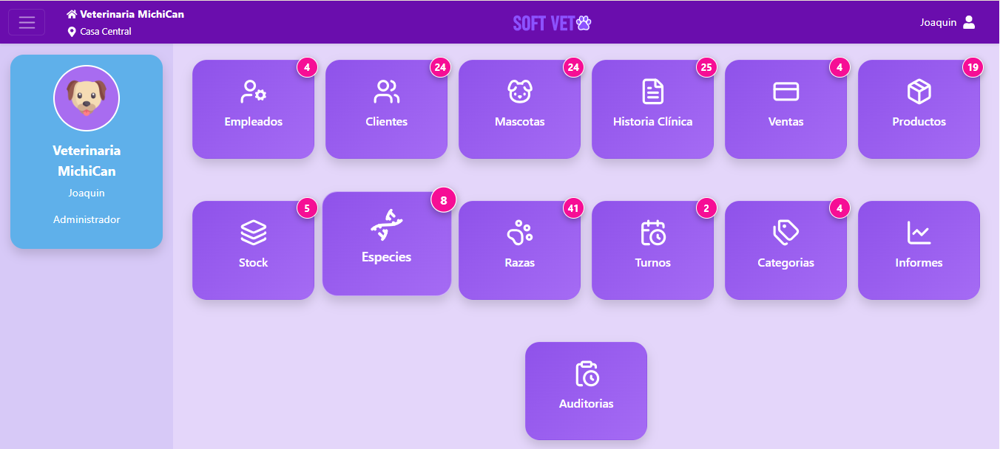 Veterinaria MichiCan
Casa Central
SOFT VET
Joaquin
Veterinaria
MichiCan
Joaquin
Administrador
4
Empleados
24
Clientes
24
Mascotas
25
Historia Clínica
4
Ventas
19
Productos
5
Stock
8
Especies
41
Razas
2
Turnos
4
Categorias
Informes
Auditorias